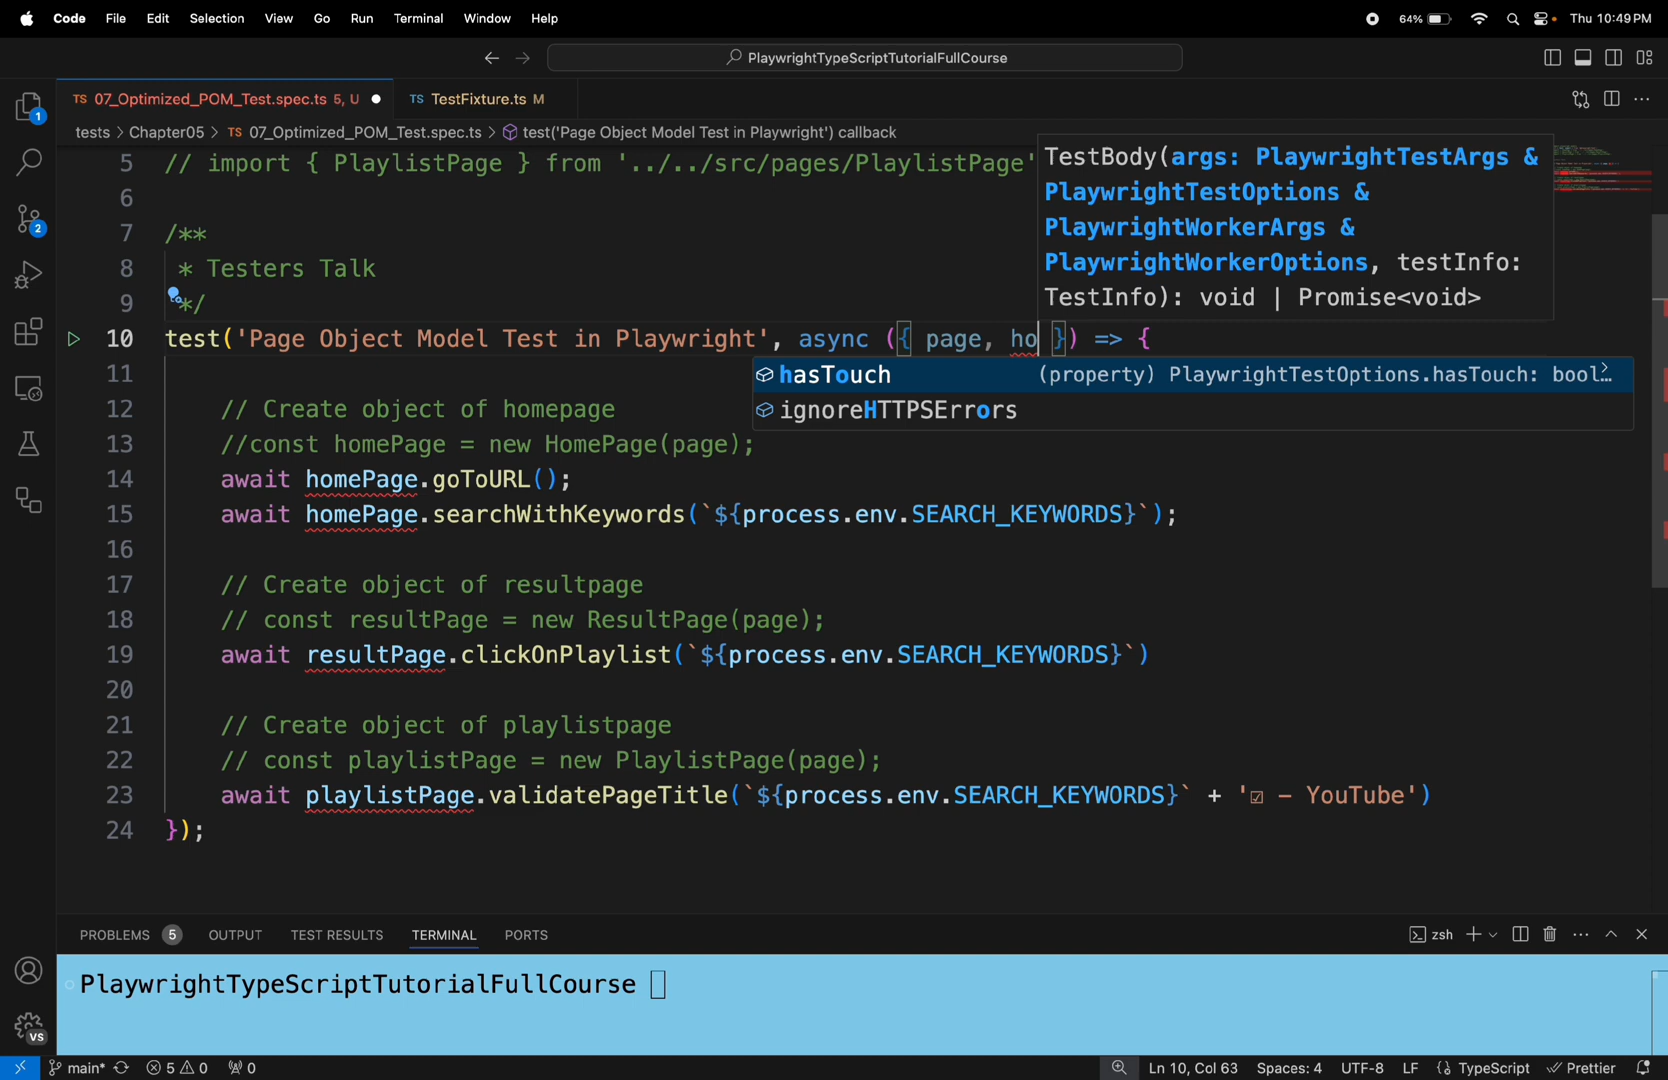 Code File Edit Selection View Go Run Terminal Window Help 64% Thu 10:49 PM
PlaywrightTypeScriptTutorialFullCourse
TS 07_Optimized_POM_Test.spec.ts 5, U TS TestFixture.ts M
tests > Chapter05 > TS 07_Optimized_POM_Test.spec.ts > test('Page Object Model Test in Playwright') callback
5 // import { PlaylistPage } from '../../src/pages/PlaylistPage'
TestBody(args: PlaywrightTestArgs &
PlaywrightTestOptions &
PlaywrightWorkerArgs &
PlaywrightWorkerOptions, testInfo:
TestInfo): void | Promise<void>
6
7 /**
8 * Testers Talk
9 */
10 test('Page Object Model Test in Playwright', async ({ page, ho }) => {
hasTouch (property) PlaywrightTestOptions.hasTouch: bool…
ignoreHTTPSErrors
11
12 // Create object of homepage
13 //const homePage = new HomePage(page);
14 await homePage.goToURL();
15 await homePage.searchWithKeywords(`${process.env.SEARCH_KEYWORDS}`);
16
17 // Create object of resultpage
18 // const resultPage = new ResultPage(page);
19 await resultPage.clickOnPlaylist(`${process.env.SEARCH_KEYWORDS}`)
20
21 // Create object of playlistpage
22 // const playlistPage = new PlaylistPage(page);
23 await playlistPage.validatePageTitle(`${process.env.SEARCH_KEYWORDS}` + '☑ - YouTube')
24 });
1
2
VS
PROBLEMS 5 OUTPUT TEST RESULTS TERMINAL PORTS zsh
PlaywrightTypeScriptTutorialFullCourse
main* 5 0 0 Ln 10, Col 63 Spaces: 4 UTF-8 LF {} TypeScript Prettier